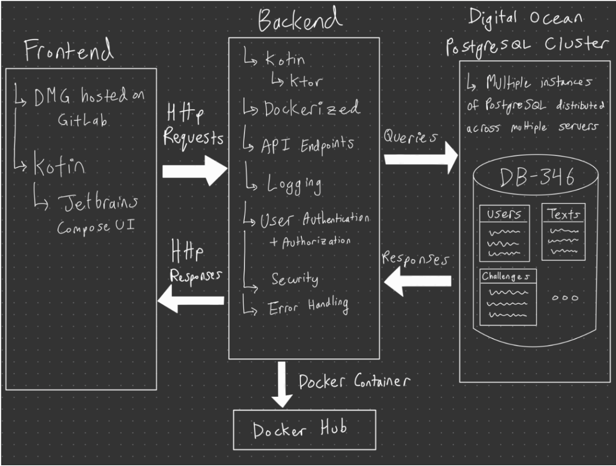 Frontend
DMG hosted on
GitLab
Kotin
Jetbrains
Compose UI
HTTP
Requests
HTTP
Responses
Backend
Kotin
Ktor
Dockerized
API Endpoints
Logging
User Authentication
+ Authorization
Security
Error Handling
Docker Container
Docker Hub
Queries
Responses
Digital Ocean
PostgreSQL Cluster
Multiple instances
of PostgreSQL distributed
across multiple servers
DB-346
Users
Texts
Challenges